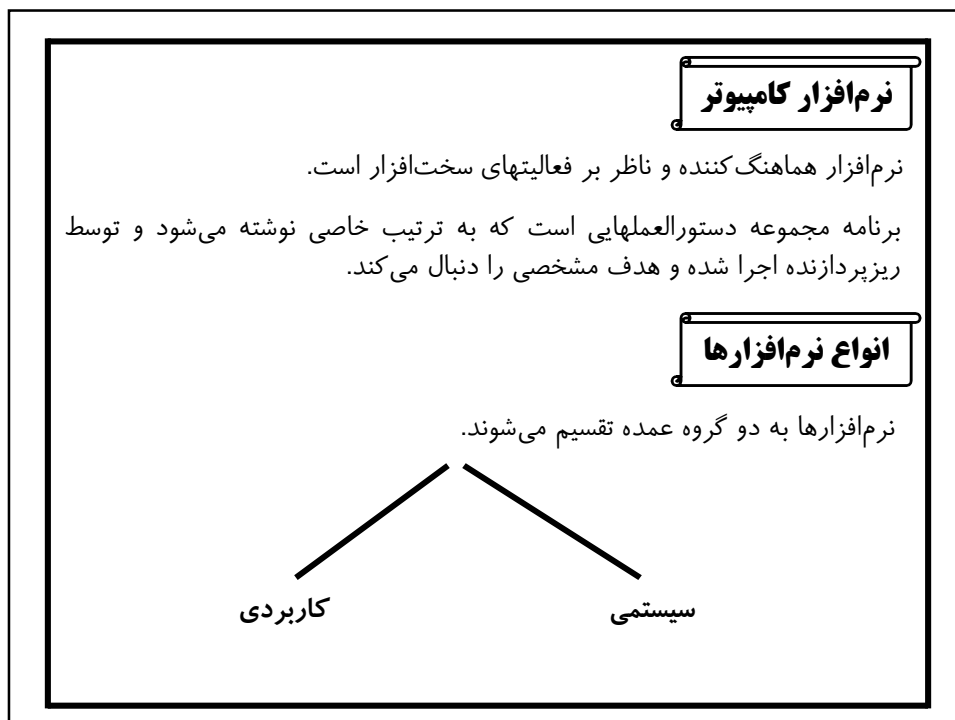 نرم‌افزار کامپیوتر
نرم‌افزار هماهنگ‌کننده و ناظر بر فعالیتهای سخت‌افزار است.
برنامه مجموعه دستورالعملهایی است که به ترتیب خاصی نوشته می‌شود و توسط
ریزپردازنده اجرا شده و هدف مشخصی را دنبال می‌کند.
انواع نرم‌افزارها
نرم‌افزارها به دو گروه عمده تقسیم می‌شوند.
سیستمی
کاربردی